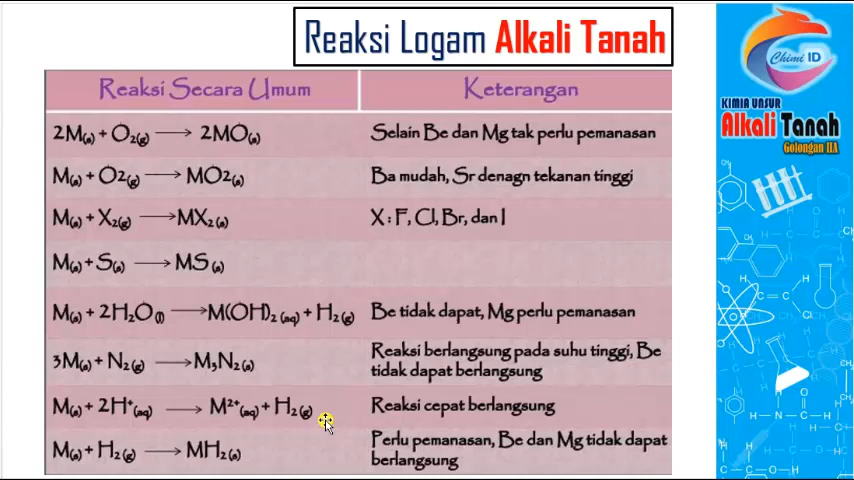 Reaksi Logam Alkali Tanah
Chimi ID
KIMIA UNSUR
Alkali Tanah
Golongan IIA
Reaksi Secara Umum Keterangan
2M(s) + O2(g) → 2MO(s) Selain Be dan Mg tak perlu pemanasan
M(s) + O2(g) → MO2(s) Ba mudah, Sr denagn tekanan tinggi
M(s) + X2(g) → MX2(s) X : F, Cl, Br, dan I
M(s) + S(s) → MS (s)
M(s) + 2H2O(l) → M(OH)2 (aq) + H2(g) Be tidak dapat, Mg perlu pemanasan
3M(s) + N2(g) → M3N2(s) Reaksi berlangsung pada suhu tinggi, Be
tidak dapat berlangsung
M(s) + 2H⁺(aq) → M²⁺(aq) + H2(g) Reaksi cepat berlangsung
M(s) + H2(g) → MH2(s) Perlu pemanasan, Be dan Mg tidak dapat
berlangsung